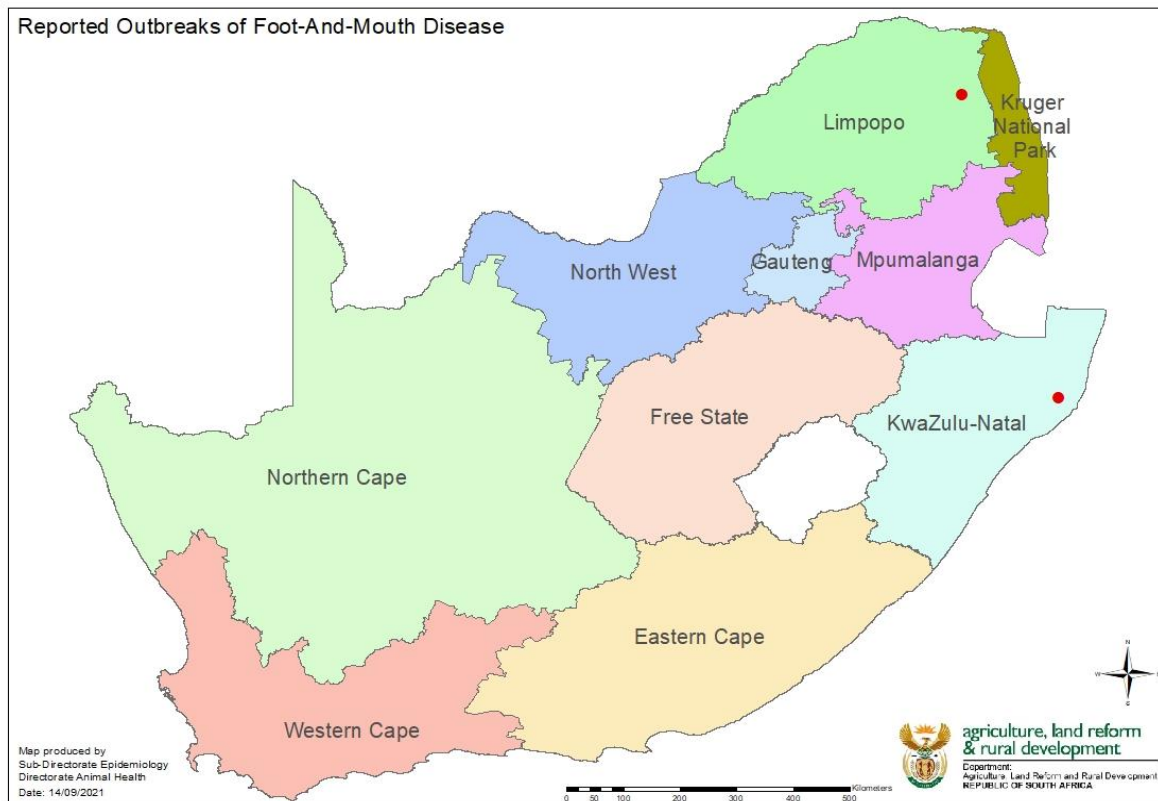 Reported Outbreaks of Foot-And-Mouth Disease
Limpopo
Kruger
National
Park
North West
Gauteng
Mpumalanga
Free State
KwaZulu-Natal
Northern Cape
Eastern Cape
Western Cape
N
W
E
S
Map produced by
Sub-Directorate Epidemiology
Directorate Animal Health
Date: 14/09/2021
Kilometers
0 50 100 200 300 400 500
agriculture, land reform
& rural development
Department:
Agriculture, Land Reform and Rural Development
REPUBLIC OF SOUTH AFRICA